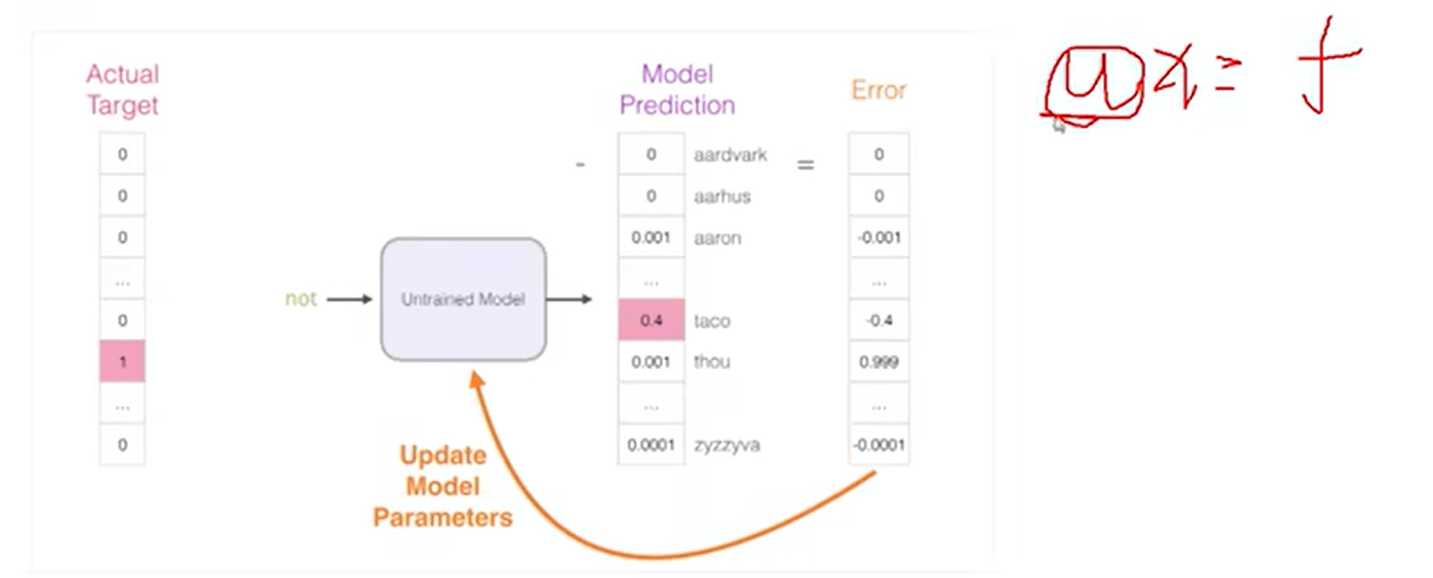 Actual
Target
Model
Prediction
Error
0
0
0
...
0
1
...
0
-
0 aardvark
0 aarhus
0.001 aaron
...
0.4 taco
0.001 thou
...
0.0001 zyzzyva
=
0
0
-0.001
...
-0.4
0.999
...
-0.0001
not
Untrained Model
Update
Model
Parameters